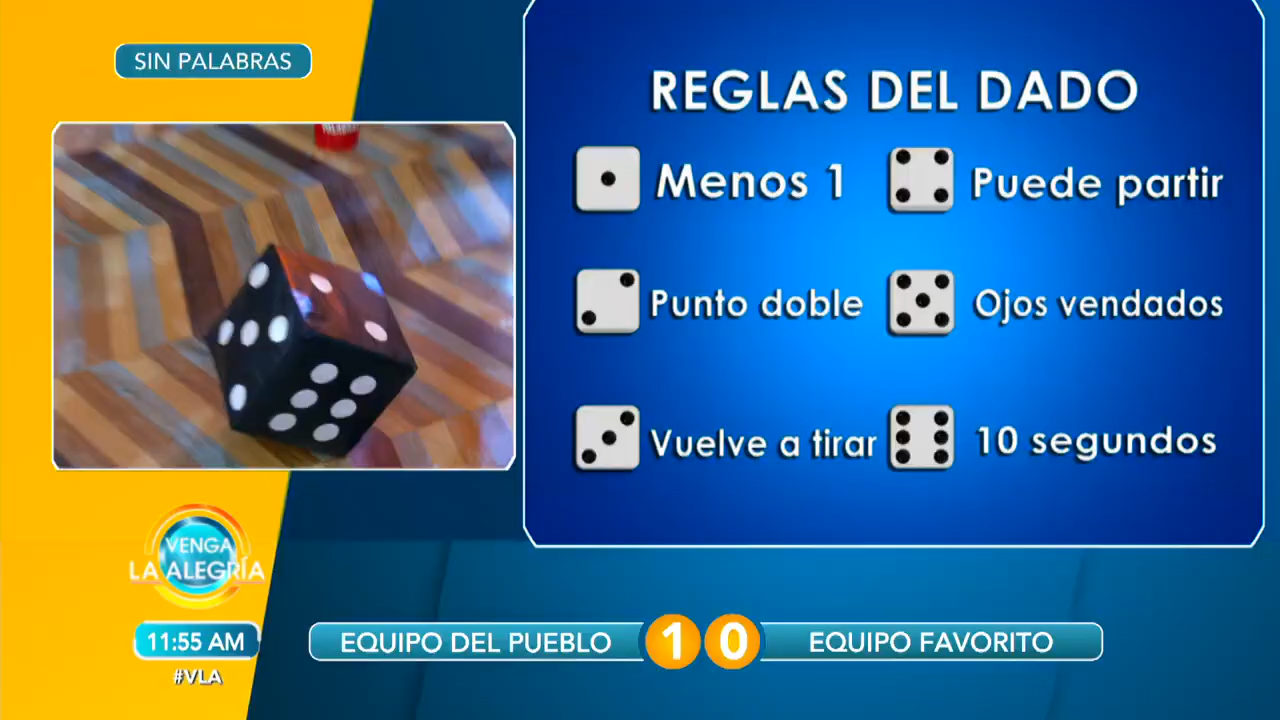 SIN PALABRAS
REGLAS DEL DADO
Menos 1
Puede partir
Punto doble
Ojos vendados
Vuelve a tirar
10 segundos
VENGA
LA ALEGRÍA
11:55 AM
#VLA
EQUIPO DEL PUEBLO 1 0 EQUIPO FAVORITO